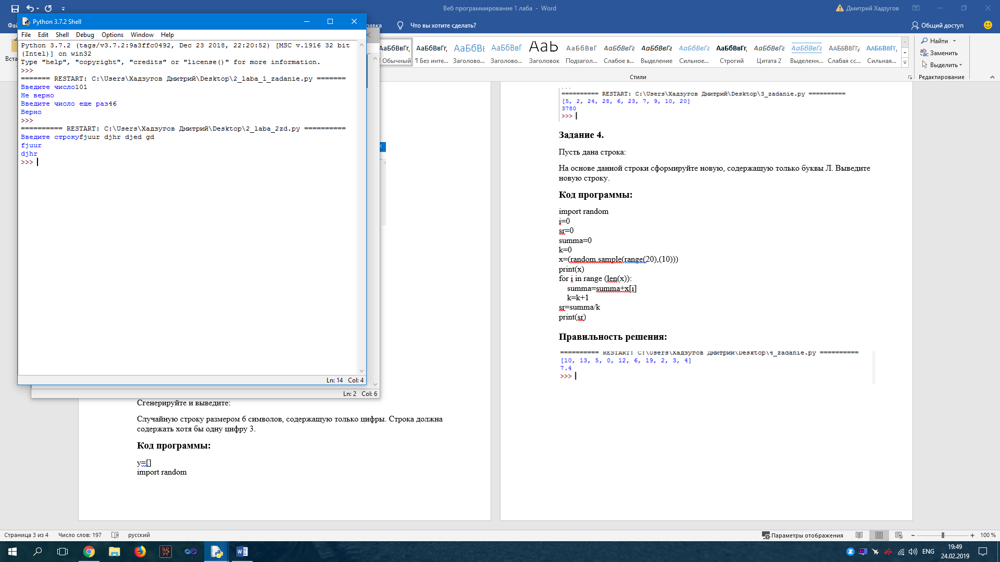 Веб программирование 1 лаба - Word
Дмитрий Хадзугов
Фай
равка
Что вы хотите сделать?
Общий доступ
Python 3.7.2 Shell
File Edit Shell Debug Options Window Help
Python 3.7.2 (tags/v3.7.2:9a3ffc0492, Dec 23 2018, 22:20:52) [MSC v.1916 32 bit
(Intel)] on win32
Type "help", "copyright", "credits" or "license()" for more information.
>>>
======= RESTART: C:\Users\Хадзугов Дмитрий\Desktop\2_laba_1_zadanie.py =======
Введите число101
Не верно
Введите число еще раз46
Верно
>>>
========== RESTART: C:\Users\Хадзугов Дмитрий\Desktop\2_laba_2zd.py ==========
Введите строкуfjuur djhr djed gd
fjuur
djhr
>>>
Ln: 14 Col: 4
Ln: 2 Col: 6
Вста
АаБбВвГг, АаБбВвГг, АаБбВі АаБбВвГ АаЬ АаБбВвГ АаБбВвГг АаБбВвГг АаБбВвГг АаБбВвГг, АаБбВвГг АаБбВвГг АаБбВвГг АаБбВвГг,
¶ Обычный ¶ Без инте... Заголово... Заголово... Заголовок Подзагол... Слабое в... Выделение Сильное... Строгий Цитата 2 Выделенн... Слабая сс... Сильная...
Стили
Найти
Заменить
Выделить
Редактирование
Сгенерируйте и выведите:
Случайную строку размером 6 символов, содержащую только цифры. Строка должна
содержать хотя бы одну цифру 3.
Код программы:
y=[]
import random
========== RESTART: C:\Users\Хадзугов Дмитрий\Desktop\3_zadanie.py ==========
[5, 2, 24, 28, 6, 23, 7, 9, 10, 20]
3780
>>>
Задание 4.
Пусть дана строка:
На основе данной строки сформируйте новую, содержащую только буквы Л. Выведите
новую строку.
Код программы:
import random
i=0
sr=0
summa=0
k=0
x=(random.sample(range(20),(10)))
print(x)
for i in range (len(x)):
summa=summa+x[i]
k=k+1
sr=summa/k
print(sr)
Правильность решения:
========== RESTART: C:\Users\Хадзугов Дмитрий\Desktop\4_zadanie.py ==========
[10, 13, 5, 0, 12, 6, 19, 2, 3, 4]
7.4
>>>
Страница 3 из 4 Число слов: 197 русский
Параметры отображения
100 %
ENG
19:49
24.02.2019